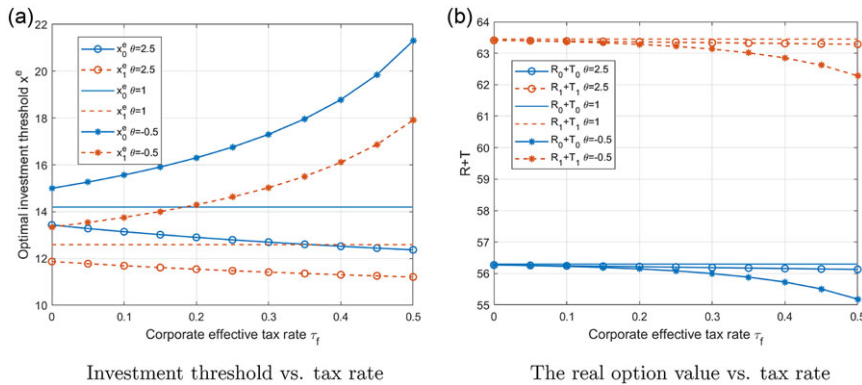 (a)
22
20
18
16
14
12
10
Optimal investment threshold x^e
x_0^e θ=2.5
x_1^e θ=2.5
x_0^e θ=1
x_1^e θ=1
x_0^e θ=-0.5
x_1^e θ=-0.5
0 0.1 0.2 0.3 0.4 0.5
Corporate effective tax rate τ_f
Investment threshold vs. tax rate
(b)
64
63
62
61
60
59
58
57
56
55
R+T
R_0+T_0 θ=2.5
R_1+T_1 θ=2.5
R_0+T_0 θ=1
R_1+T_1 θ=1
R_0+T_0 θ=-0.5
R_1+T_1 θ=-0.5
0 0.1 0.2 0.3 0.4 0.5
Corporate effective tax rate τ_f
The real option value vs. tax rate